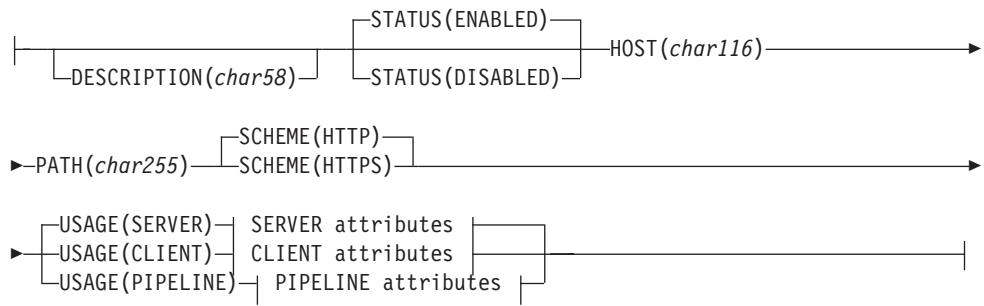 STATUS(ENABLED)
DESCRIPTION(char58)
STATUS(DISABLED)
HOST(char116)
PATH(char255)
SCHEME(HTTP)
SCHEME(HTTPS)
USAGE(SERVER) SERVER attributes
USAGE(CLIENT) CLIENT attributes
USAGE(PIPELINE) PIPELINE attributes